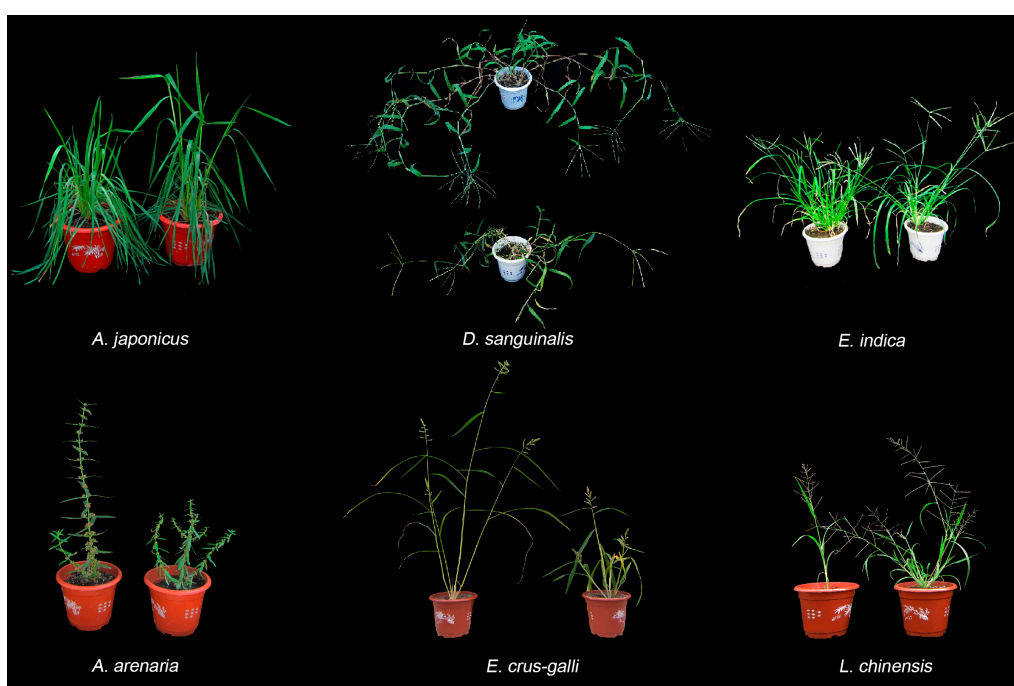 A. japonicus
D. sanguinalis
E. indica
A. arenaria
E. crus-galli
L. chinensis